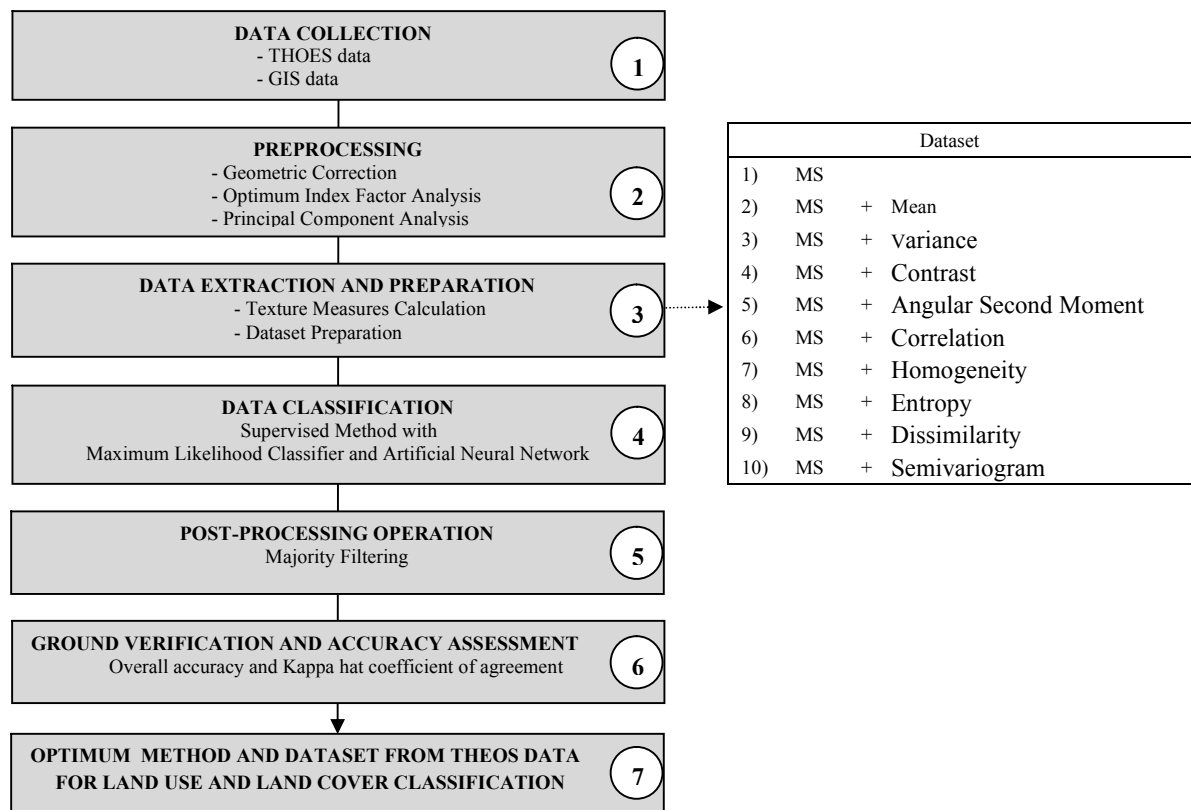 DATA COLLECTION
- THOES data
- GIS data
1
PREPROCESSING
- Geometric Correction
- Optimum Index Factor Analysis
- Principal Component Analysis
2
DATA EXTRACTION AND PREPARATION
- Texture Measures Calculation
- Dataset Preparation
3
DATA CLASSIFICATION
Supervised Method with
Maximum Likelihood Classifier and Artificial Neural Network
4
POST-PROCESSING OPERATION
Majority Filtering
5
GROUND VERIFICATION AND ACCURACY ASSESSMENT
Overall accuracy and Kappa hat coefficient of agreement
6
OPTIMUM METHOD AND DATASET FROM THEOS DATA
FOR LAND USE AND LAND COVER CLASSIFICATION
7
Dataset
1) MS
2) MS + Mean
3) MS + Variance
4) MS + Contrast
5) MS + Angular Second Moment
6) MS + Correlation
7) MS + Homogeneity
8) MS + Entropy
9) MS + Dissimilarity
10) MS + Semivariogram